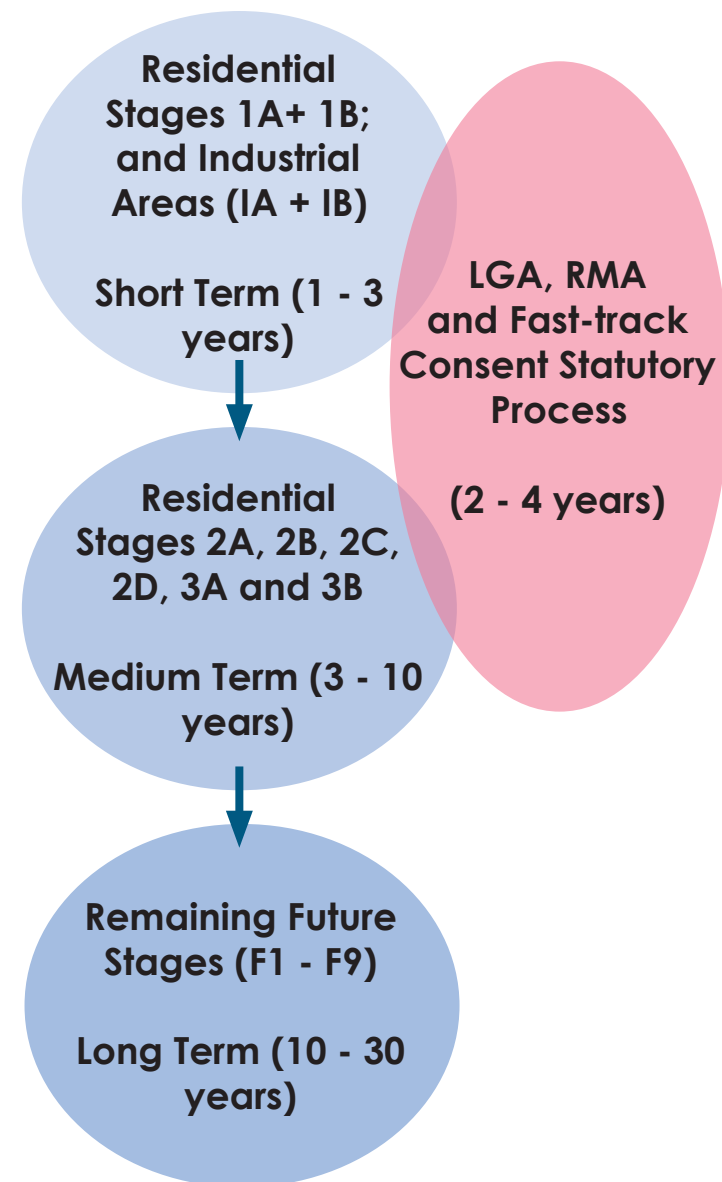 Residential
Stages 1A+ 1B;
and Industrial
Areas (IA + IB)
Short Term (1 - 3
years)
LGA, RMA
and Fast-track
Consent Statutory
Process
(2 - 4 years)
Residential
Stages 2A, 2B, 2C,
2D, 3A and 3B
Medium Term (3 - 10
years)
Remaining Future
Stages (F1 - F9)
Long Term (10 - 30
years)